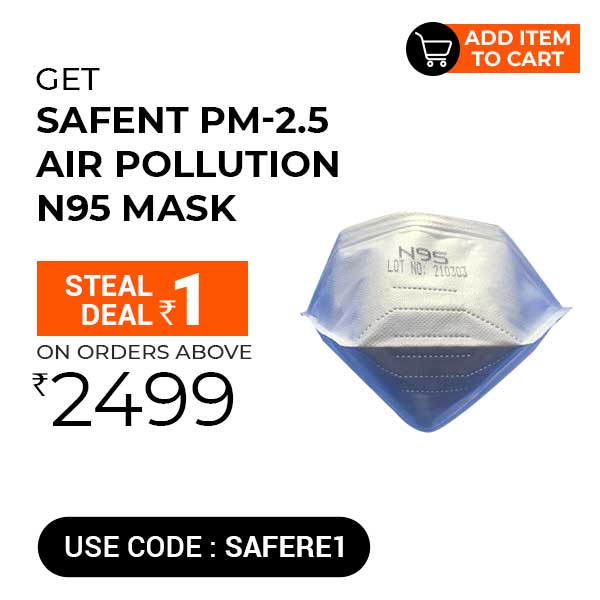 ADD ITEM
TO CART
GET
SAFENT PM-2.5
AIR POLLUTION
N95 MASK
STEAL
DEAL ₹1
ON ORDERS ABOVE
₹2499
N95
LOT NO: 210303
USE CODE : SAFERE1